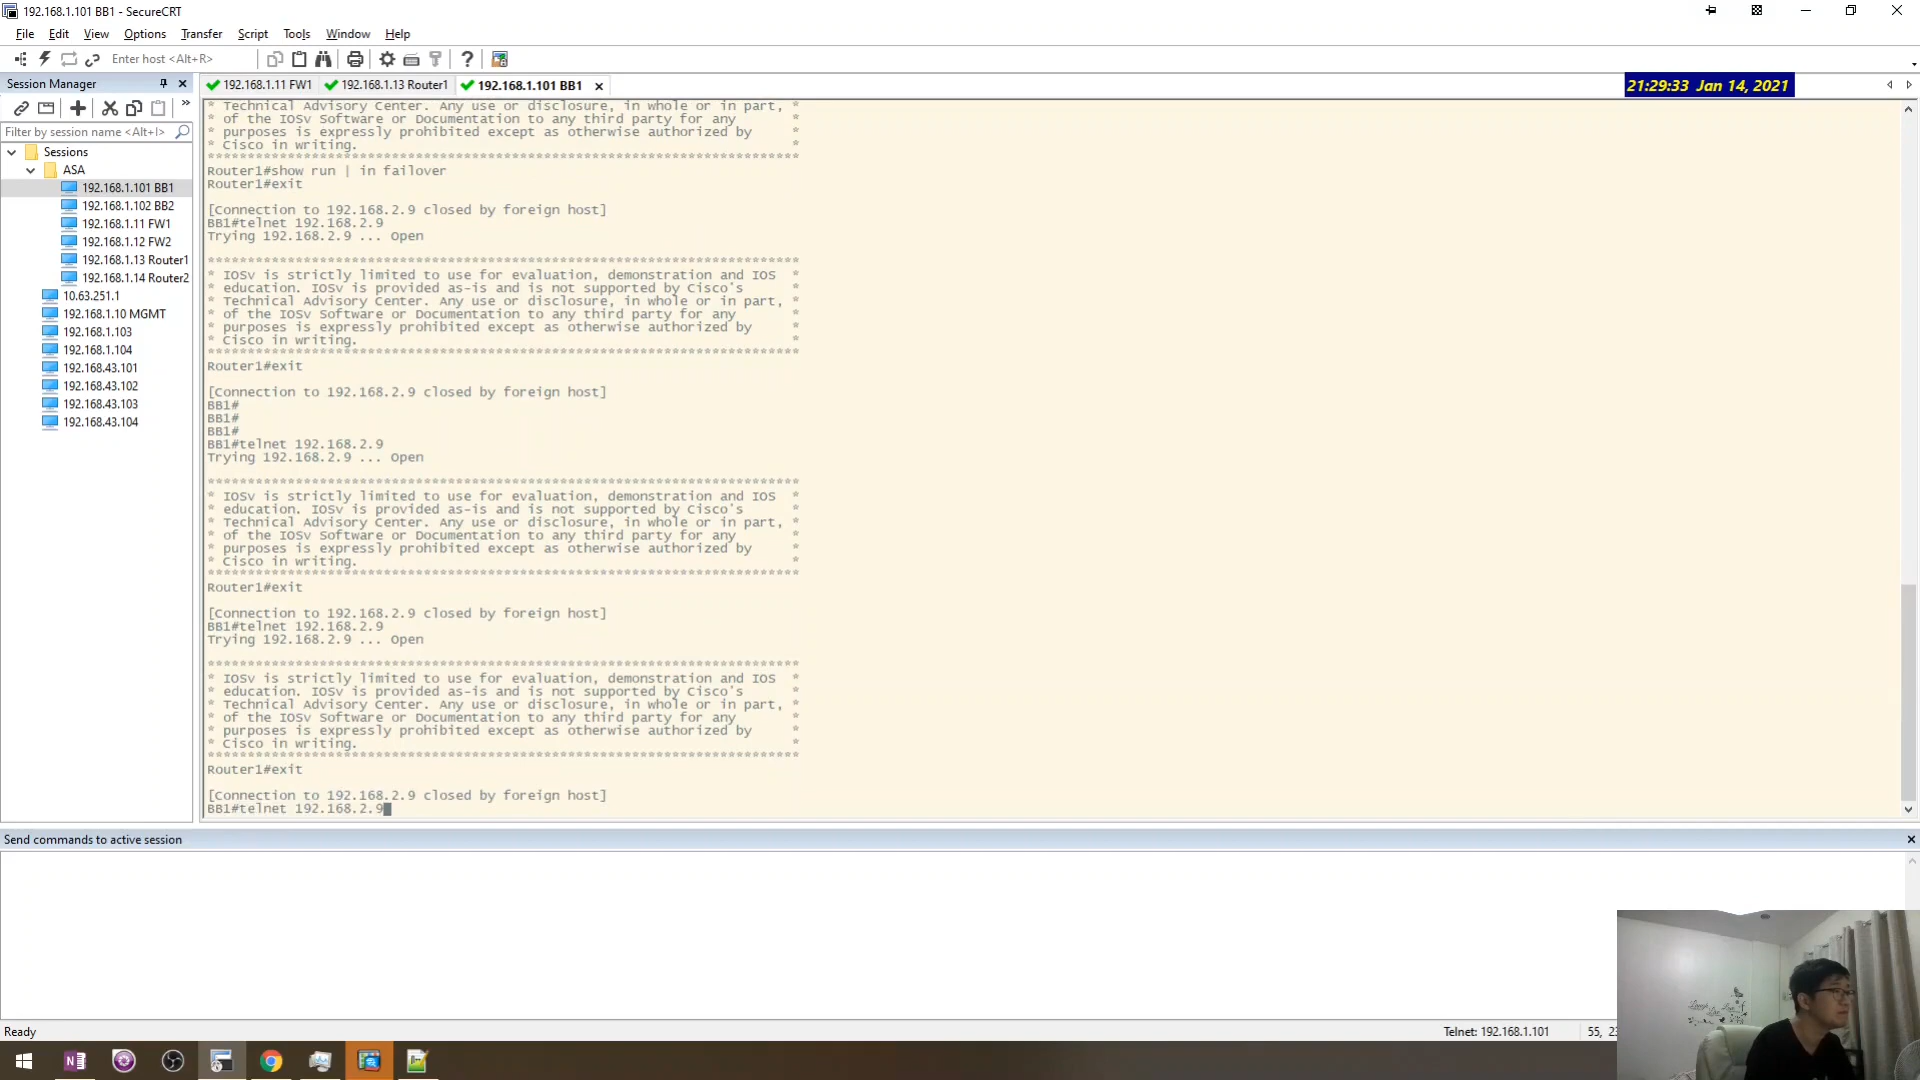 192.168.1.101 BB1 - SecureCRT
File Edit View Options Transfer Script Tools Window Help
Enter host <Alt+R>
Session Manager
192.168.1.11 FW1 192.168.1.13 Router1 192.168.1.101 BB1
21:29:33 Jan 14, 2021
Filter by session name <Alt+I>
Sessions
ASA
192.168.1.101 BB1
192.168.1.102 BB2
192.168.1.11 FW1
192.168.1.12 FW2
192.168.1.13 Router1
192.168.1.14 Router2
10.63.251.1
192.168.1.10 MGMT
192.168.1.103
192.168.1.104
192.168.43.101
192.168.43.102
192.168.43.103
192.168.43.104
* Technical Advisory Center. Any use or disclosure, in whole or in part, *
* of the IOSv Software or Documentation to any third party for any *
* purposes is expressly prohibited except as otherwise authorized by *
* Cisco in writing. *
**************************************************************************
Router1#show run | in failover
Router1#exit
[Connection to 192.168.2.9 closed by foreign host]
BB1#telnet 192.168.2.9
Trying 192.168.2.9 ... Open
**************************************************************************
* IOSv is strictly limited to use for evaluation, demonstration and IOS *
* education. IOSv is provided as-is and is not supported by Cisco's *
* Technical Advisory Center. Any use or disclosure, in whole or in part, *
* of the IOSv Software or Documentation to any third party for any *
* purposes is expressly prohibited except as otherwise authorized by *
* Cisco in writing. *
**************************************************************************
Router1#exit
[Connection to 192.168.2.9 closed by foreign host]
BB1#
BB1#
BB1#
BB1#telnet 192.168.2.9
Trying 192.168.2.9 ... Open
**************************************************************************
* IOSv is strictly limited to use for evaluation, demonstration and IOS *
* education. IOSv is provided as-is and is not supported by Cisco's *
* Technical Advisory Center. Any use or disclosure, in whole or in part, *
* of the IOSv Software or Documentation to any third party for any *
* purposes is expressly prohibited except as otherwise authorized by *
* Cisco in writing. *
**************************************************************************
Router1#exit
[Connection to 192.168.2.9 closed by foreign host]
BB1#telnet 192.168.2.9
Trying 192.168.2.9 ... Open
**************************************************************************
* IOSv is strictly limited to use for evaluation, demonstration and IOS *
* education. IOSv is provided as-is and is not supported by Cisco's *
* Technical Advisory Center. Any use or disclosure, in whole or in part, *
* of the IOSv Software or Documentation to any third party for any *
* purposes is expressly prohibited except as otherwise authorized by *
* Cisco in writing. *
**************************************************************************
Router1#exit
[Connection to 192.168.2.9 closed by foreign host]
BB1#telnet 192.168.2.9
Send commands to active session
Ready
Telnet: 192.168.1.101 55,